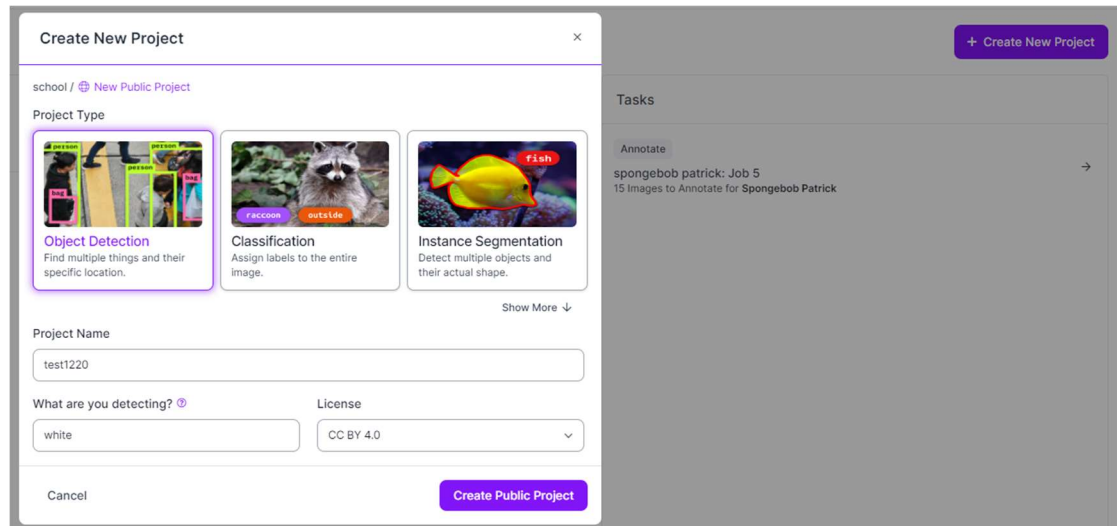 Create New Project
×
+ Create New Project
school / New Public Project
Project Type
person
person
person
bag
bag
raccoon
outside
fish
Object Detection
Find multiple things and their
specific location.
Classification
Assign labels to the entire
image.
Instance Segmentation
Detect multiple objects and
their actual shape.
Show More ↓
Project Name
test1220
What are you detecting? ?
white
License
CC BY 4.0
Cancel
Create Public Project
Tasks
Annotate
spongebob patrick: Job 5
15 Images to Annotate for Spongebob Patrick
→